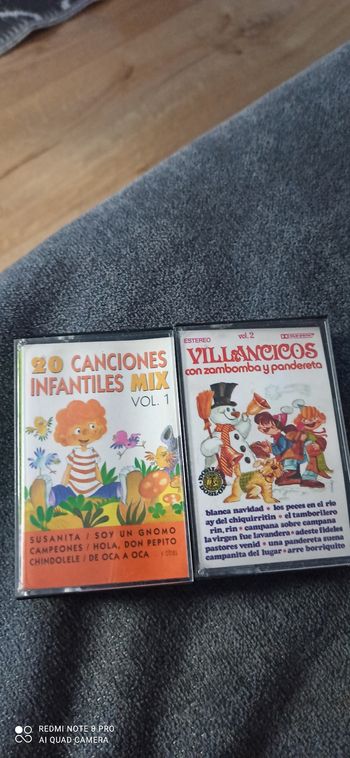 20 CANCIONES
INFANTILES MIX
VOL. 1
SUSANITA / SOY UN GNOMO
CAMPEONES / HOLA, DON PEPITO
CHINDOLELE / DE OCA A OCA
ESTEREO
vol. 2
VILLANCICOS
con zambomba y pandereta
blanca navidad • los peces en el rio
ay del chiquirritin • el tamborilero
rin, rin • campana sobre campana
la virgen fue lavandera • adeste fideles
pastores venid • una pandereta suena
campanita del lugar • arre borriquito
REDMI NOTE 8 PRO
AI QUAD CAMERA